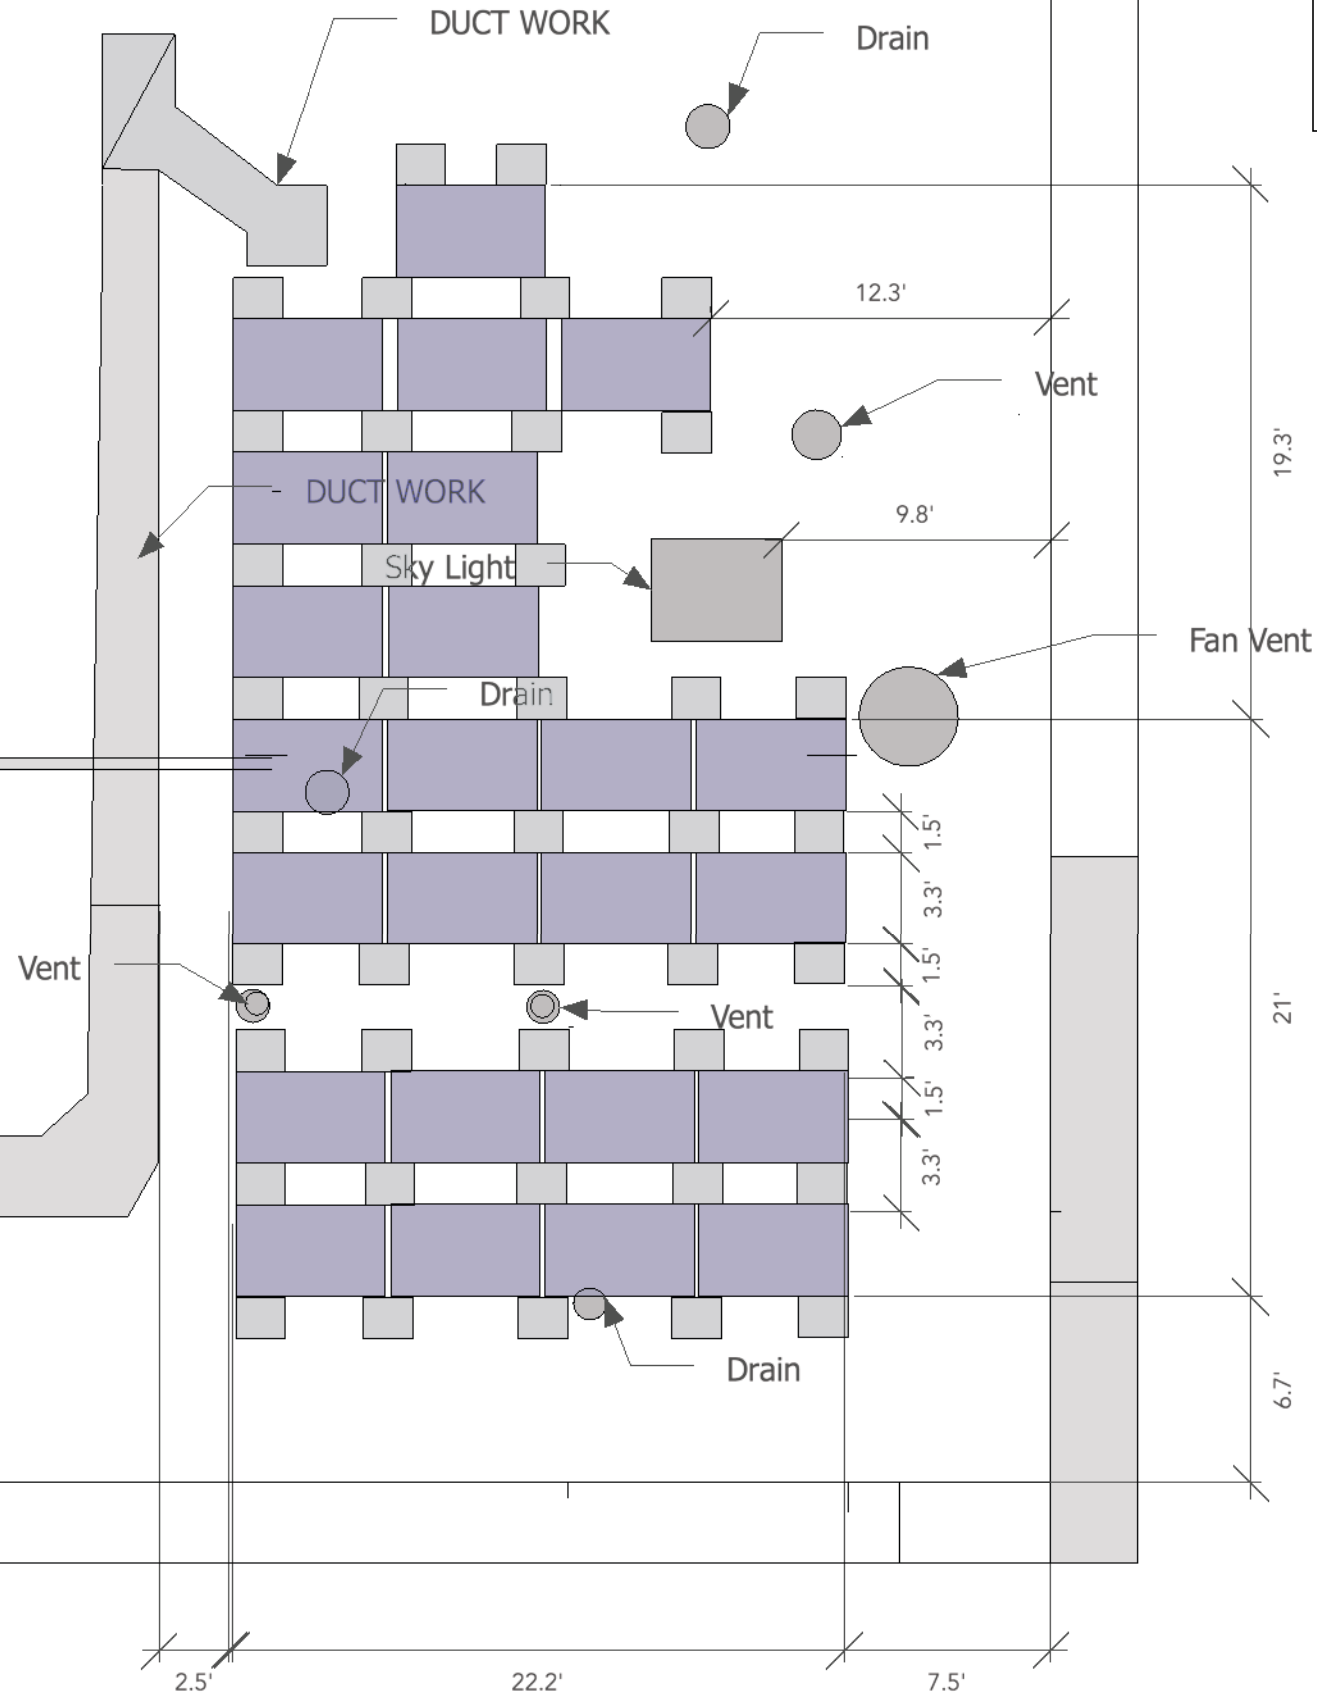 DUCT WORK
Drain
12.3'
Vent
19.3'
DUCT WORK
9.8'
Sky Light
Fan Vent
Drain
1.5'
3.3'
1.5'
Vent
Vent
3.3'
21'
1.5'
3.3'
Drain
6.7'
2.5'
22.2'
7.5'